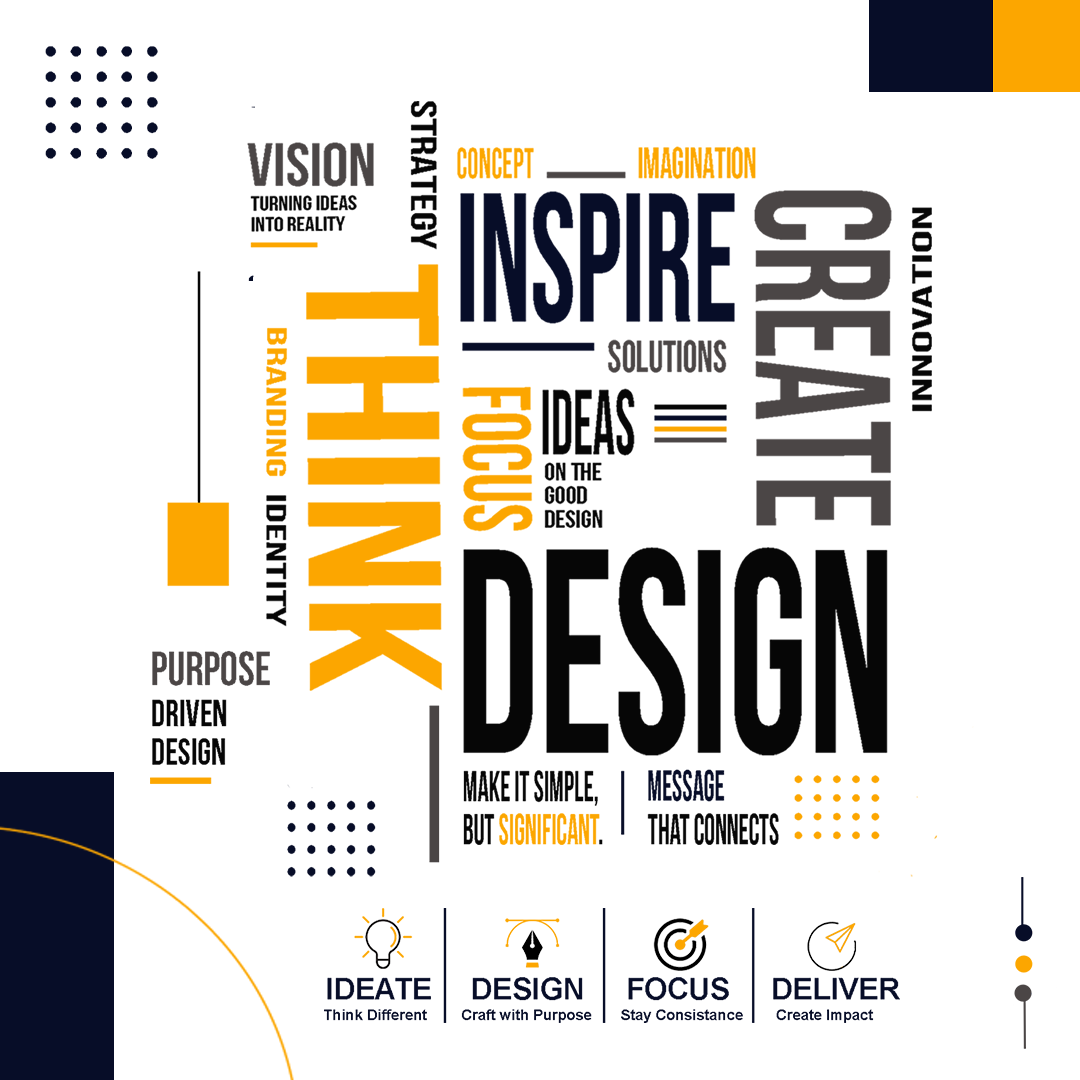 VISION
TURNING IDEAS
INTO REALITY
STRATEGY
CONCEPT
IMAGINATION
INSPIRE
SOLUTIONS
CREATE
INNOVATION
THINK
BRANDING IDENTITY
FOCUS
IDEAS
ON THE
GOOD
DESIGN
DESIGN
PURPOSE
DRIVEN
DESIGN
MAKE IT SIMPLE,
BUT SIGNIFICANT.
MESSAGE
THAT CONNECTS
IDEATE
Think Different
DESIGN
Craft with Purpose
FOCUS
Stay Consistance
DELIVER
Create Impact